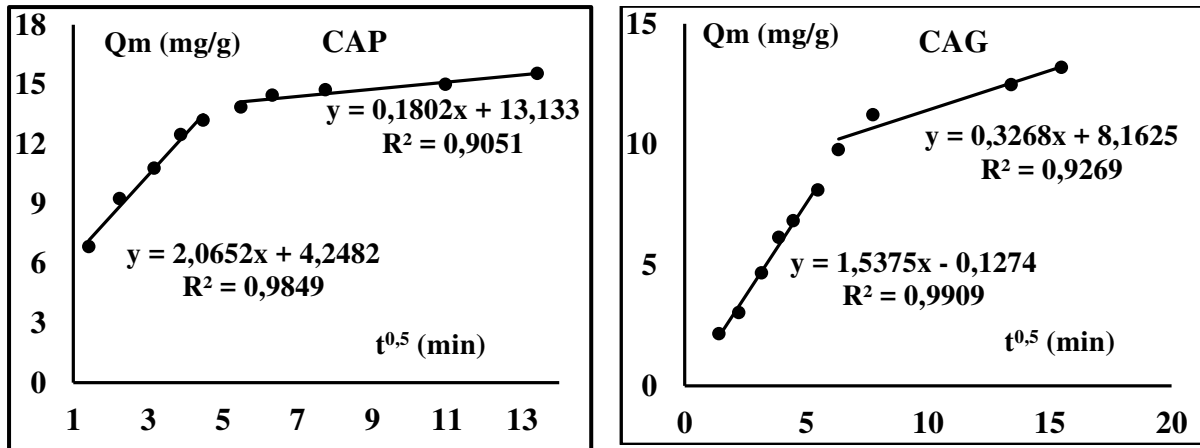 Qm (mg/g) CAP
18
15
12
9
6
3
0
y = 0,1802x + 13,133
R² = 0,9051
y = 2,0652x + 4,2482
R² = 0,9849
t^0,5 (min)
1 3 5 7 9 11 13
Qm (mg/g) CAG
15
10
5
0
y = 0,3268x + 8,1625
R² = 0,9269
y = 1,5375x - 0,1274
R² = 0,9909
t^0,5 (min)
0 5 10 15 20